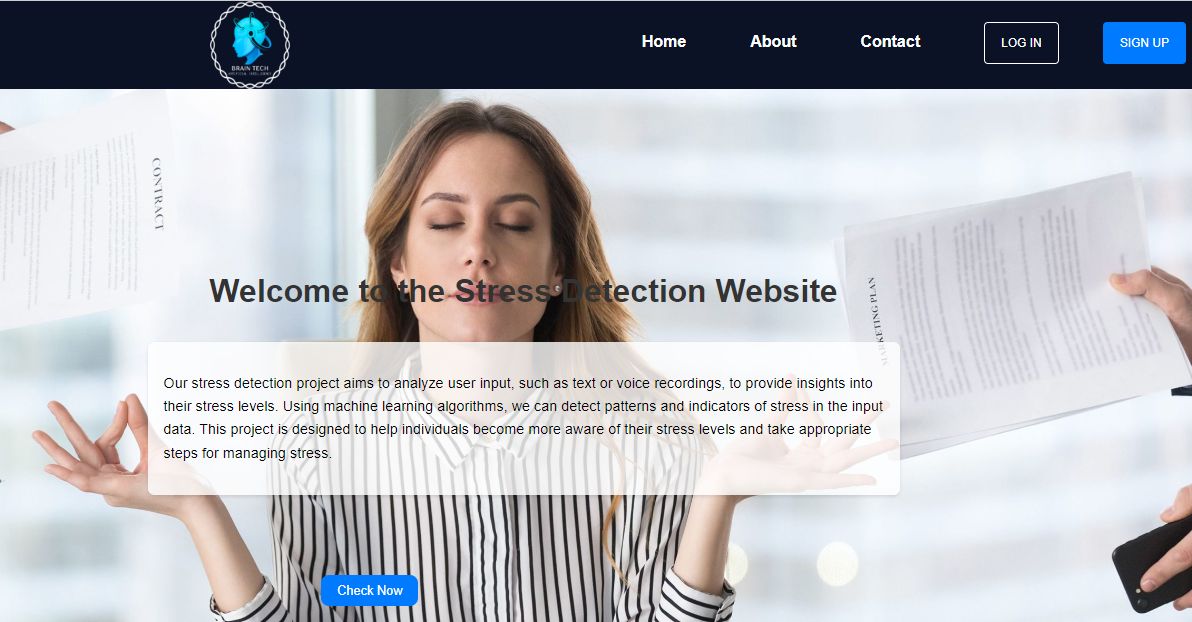 BRAIN TECH
ARTIFICIAL INTELLIGENCE
Home
About
Contact
LOG IN
SIGN UP
CONTRACT
Welcome to the Stress Detection Website
MARKETING PLAN
Our stress detection project aims to analyze user input, such as text or voice recordings, to provide insights into
their stress levels. Using machine learning algorithms, we can detect patterns and indicators of stress in the input
data. This project is designed to help individuals become more aware of their stress levels and take appropriate
steps for managing stress.
Check Now